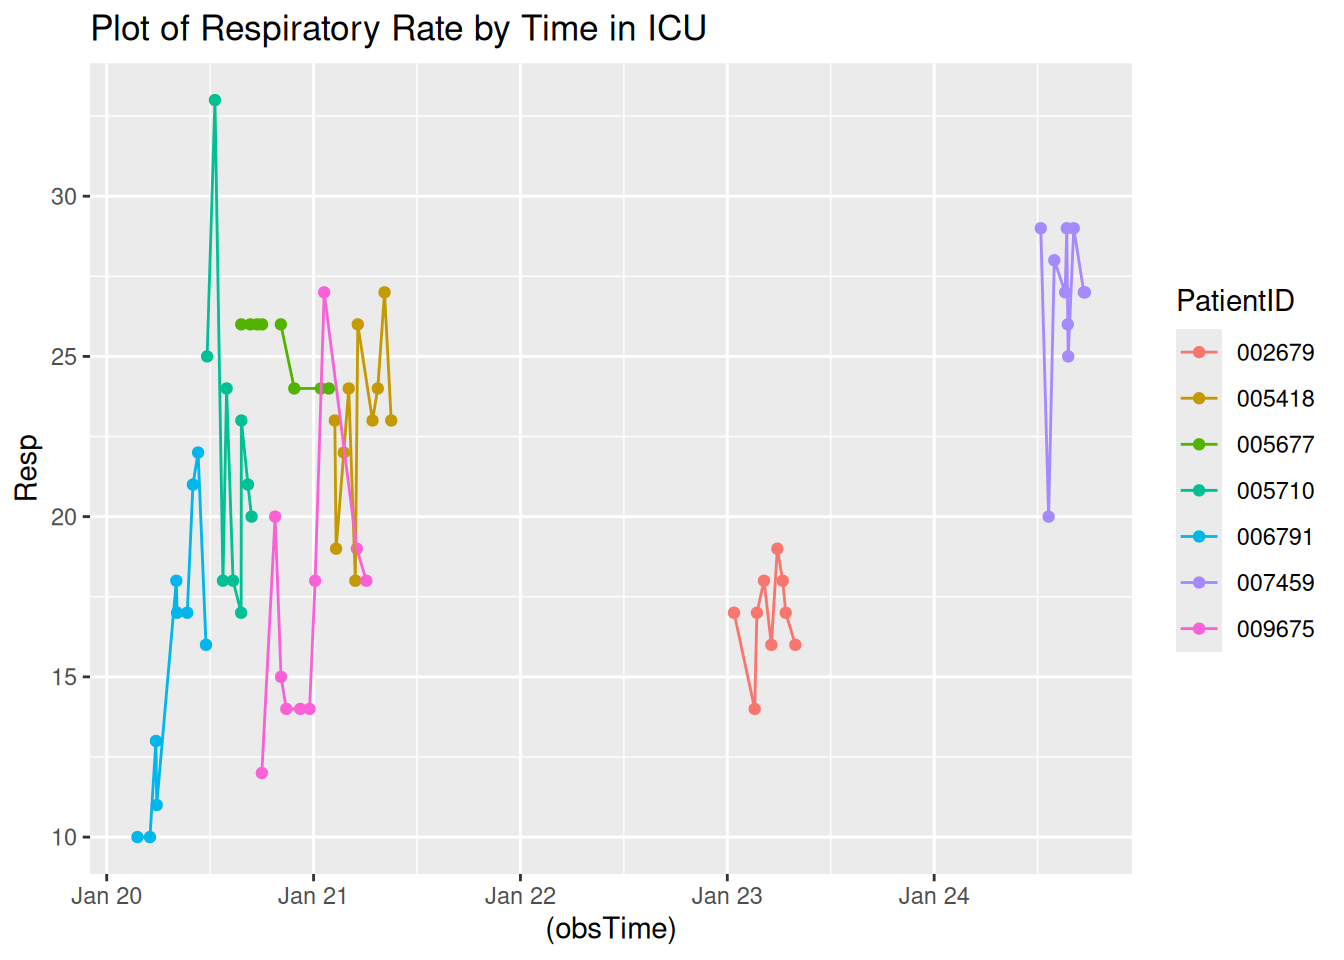 Plot of Respiratory Rate by Time in ICU
Resp
30
25
20
15
10
Jan 20 Jan 21 Jan 22 Jan 23 Jan 24
(obsTime)
PatientID
002679
005418
005677
005710
006791
007459
009675